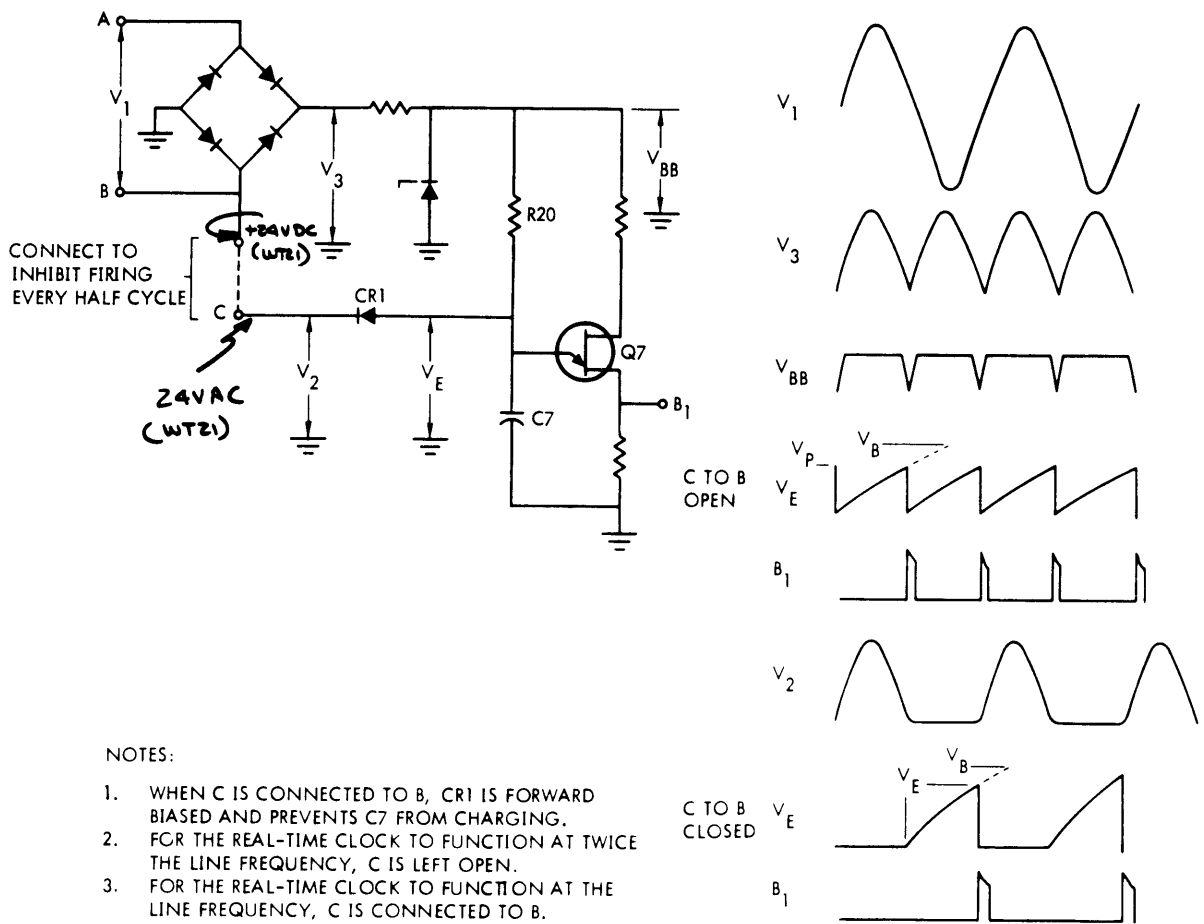 A
V1
B
+24VDC
(WTZ1)
CONNECT TO
INHIBIT FIRING
EVERY HALF CYCLE
C
24VAC
(WTZ1)
V3
VBB
R20
CR1
V2
VE
Q7
C7
B1
V1
V3
VBB
VP
VB
C TO B
OPEN
VE
B1
V2
VE
VB
C TO B
CLOSED
VE
B1
NOTES:
1. WHEN C IS CONNECTED TO B, CR1 IS FORWARD
BIASED AND PREVENTS C7 FROM CHARGING.
2. FOR THE REAL-TIME CLOCK TO FUNCTION AT TWICE
THE LINE FREQUENCY, C IS LEFT OPEN.
3. FOR THE REAL-TIME CLOCK TO FUNCTION AT THE
LINE FREQUENCY, C IS CONNECTED TO B.